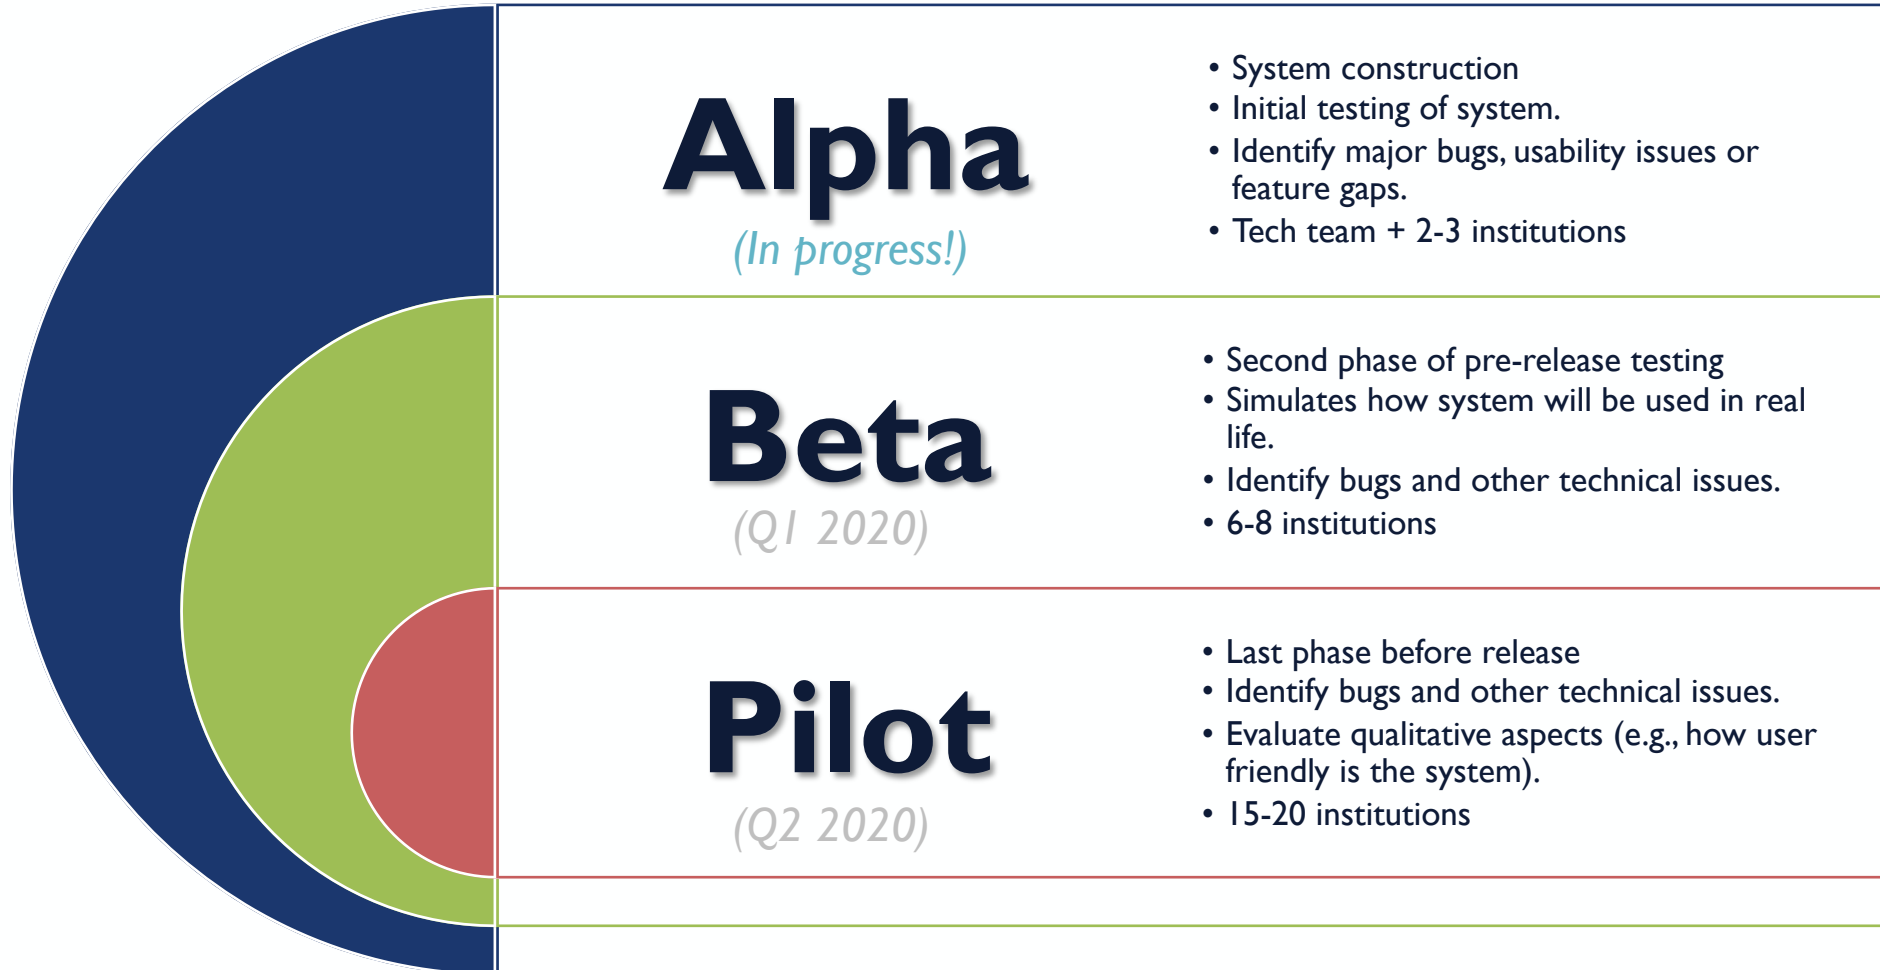 Alpha
(In progress!)
• System construction
• Initial testing of system.
• Identify major bugs, usability issues or
feature gaps.
• Tech team + 2-3 institutions
Beta
(Q1 2020)
• Second phase of pre-release testing
• Simulates how system will be used in real
life.
• Identify bugs and other technical issues.
• 6-8 institutions
Pilot
(Q2 2020)
• Last phase before release
• Identify bugs and other technical issues.
• Evaluate qualitative aspects (e.g., how user
friendly is the system).
• 15-20 institutions